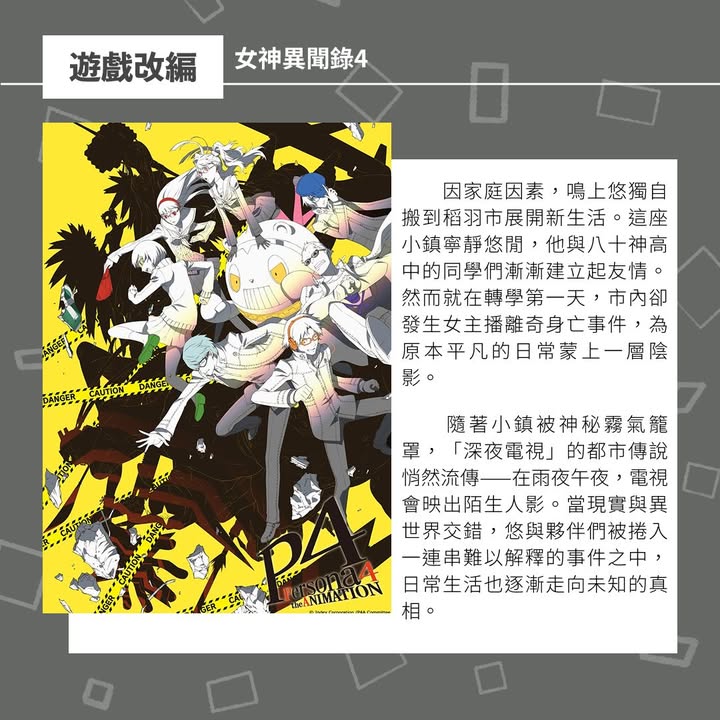 遊戲改編
女神異聞錄4
因家庭因素，鳴上悠獨自
搬到稻羽市展開新生活。這座
小鎮寧靜悠閒，他與八十神高
中的同學們漸漸建立起友情。
然而就在轉學第一天，市內卻
發生女主播離奇身亡事件，為
原本平凡的日常蒙上一層陰
影。
隨著小鎮被神秘霧氣籠
罩，「深夜電視」的都市傳說
悄然流傳——在雨夜午夜，電視
會映出陌生人影。當現實與異
世界交錯，悠與夥伴們被捲入
一連串難以解釋的事件之中，
日常生活也逐漸走向未知的真
相。
DANGER
DANGER CAUTION DANGER
CAUTION
P4
Persona4
the ANIMATION
© Index Corporation /P4A Committee